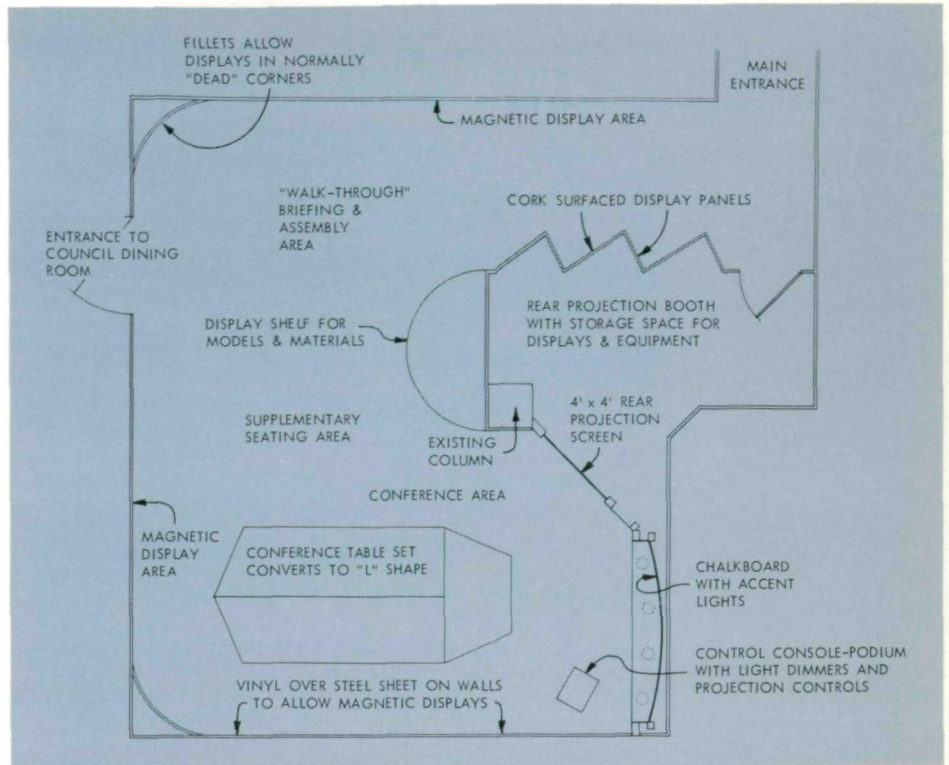 FILLETS ALLOW
DISPLAYS IN NORMALLY
"DEAD" CORNERS
MAIN
ENTRANCE
MAGNETIC DISPLAY AREA
"WALK-THROUGH"
BRIEFING &
ASSEMBLY
AREA
CORK SURFACED DISPLAY PANELS
ENTRANCE TO
COUNCIL DINING
ROOM
REAR PROJECTION BOOTH
WITH STORAGE SPACE FOR
DISPLAYS & EQUIPMENT
DISPLAY SHELF FOR
MODELS & MATERIALS
4' x 4' REAR
PROJECTION
SCREEN
SUPPLEMENTARY
SEATING AREA
EXISTING
COLUMN
CONFERENCE AREA
MAGNETIC
DISPLAY
AREA
CONFERENCE TABLE SET
CONVERTS TO "L" SHAPE
CHALKBOARD
WITH ACCENT
LIGHTS
CONTROL CONSOLE-PODIUM
WITH LIGHT DIMMERS AND
PROJECTION CONTROLS
VINYL OVER STEEL SHEET ON WALLS
TO ALLOW MAGNETIC DISPLAYS